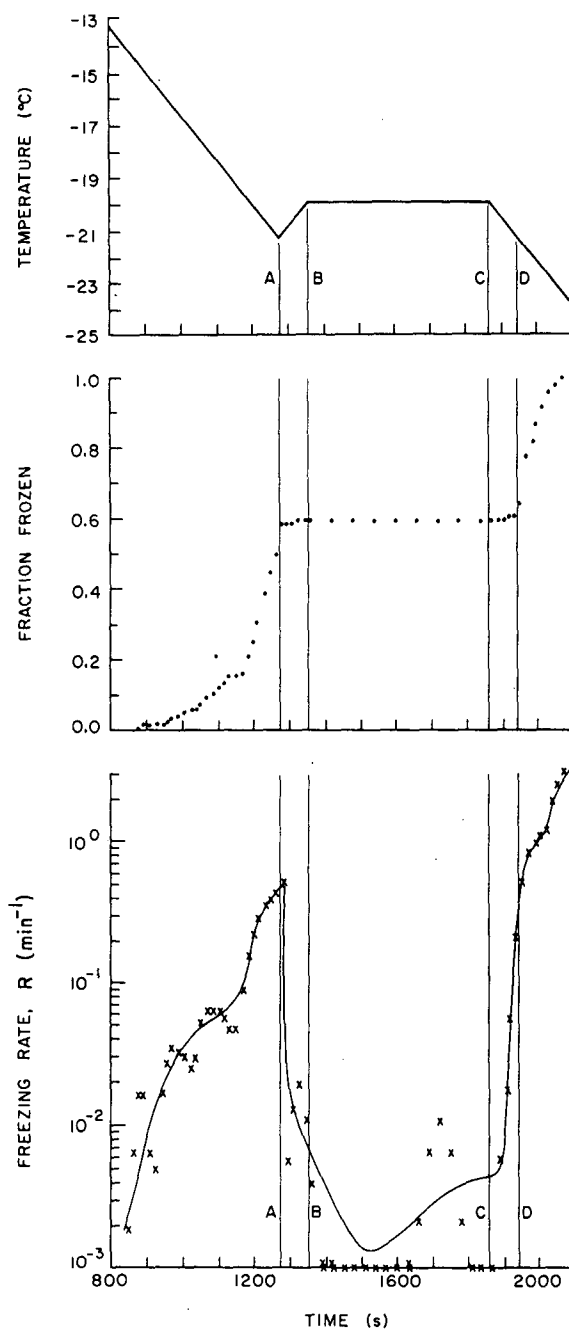 TEMPERATURE (°C)
-13
-15
-17
-19
-21
-23
-25
A
B
C
D
FRACTION FROZEN
1.0
0.8
0.6
0.4
0.2
0.0
FREEZING RATE, R (min⁻¹)
10⁰
10⁻¹
10⁻²
10⁻³
A
B
C
D
800
1200
1600
2000
TIME (s)